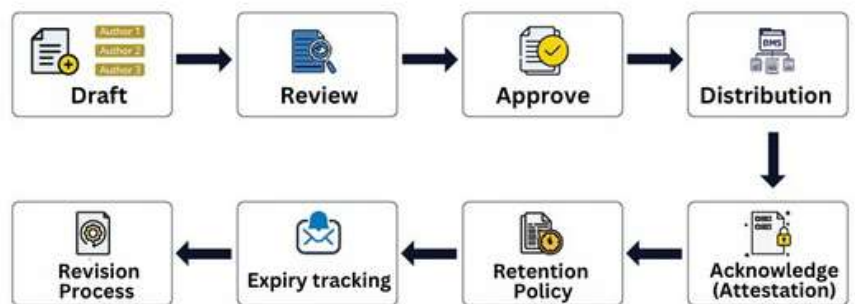 Author 1
Author 2
Author 3
Draft
Review
Approve
DMS
Distribution
Acknowledge
(Attestation)
Retention
Policy
Expiry tracking
Revision
Process